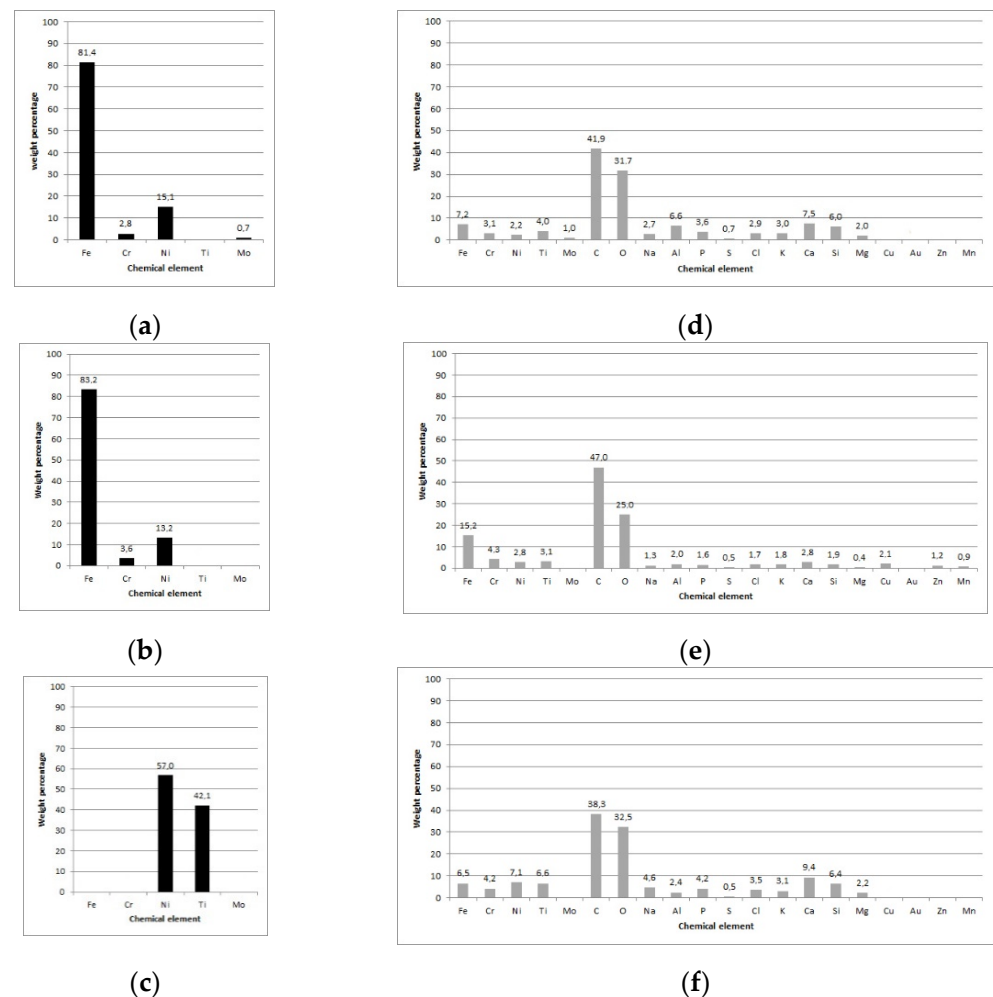 100
90
80
70
60
50
40
30
20
10
0
weight percentage
81,4
2,8
15,1
0,7
Fe Cr Ni Ti Mo
Chemical element
(a)
100
90
80
70
60
50
40
30
20
10
0
weight percentage
7,2 3,1 2,2 4,0 1,0 41,9 31,7 2,7 6,6 3,6 0,7 2,9 3,0 7,5 6,0 2,0
Fe Cr Ni Ti Mo C O Na Al P S Cl K Ca Si Mg Cu Au Zn Mn
Chemical element
(d)
100
90
80
70
60
50
40
30
20
10
0
Weight percentage
83,2
3,6
13,2
Fe Cr Ni Ti Mo
Chemical element
(b)
100
90
80
70
60
50
40
30
20
10
0
Weight percentage
15,2 4,3 2,8 3,1 47,0 25,0 1,3 2,0 1,6 0,5 1,7 1,8 2,8 1,9 0,4 2,1 1,2 0,9
Fe Cr Ni Ti Mo C O Na Al P S Cl K Ca Si Mg Cu Au Zn Mn
Chemical element
(e)
100
90
80
70
60
50
40
30
20
10
0
Weight percentage
57,0
42,1
Fe Cr Ni Ti Mo
Chemical element
(c)
100
90
80
70
60
50
40
30
20
10
0
Weight percentage
6,5 4,2 7,1 6,6 38,3 32,5 4,6 2,4 4,2 0,5 3,5 3,1 9,4 6,4 2,2
Fe Cr Ni Ti Mo C O Na Al P S Cl K Ca Si Mg Cu Au Zn Mn
Chemical element
(f)